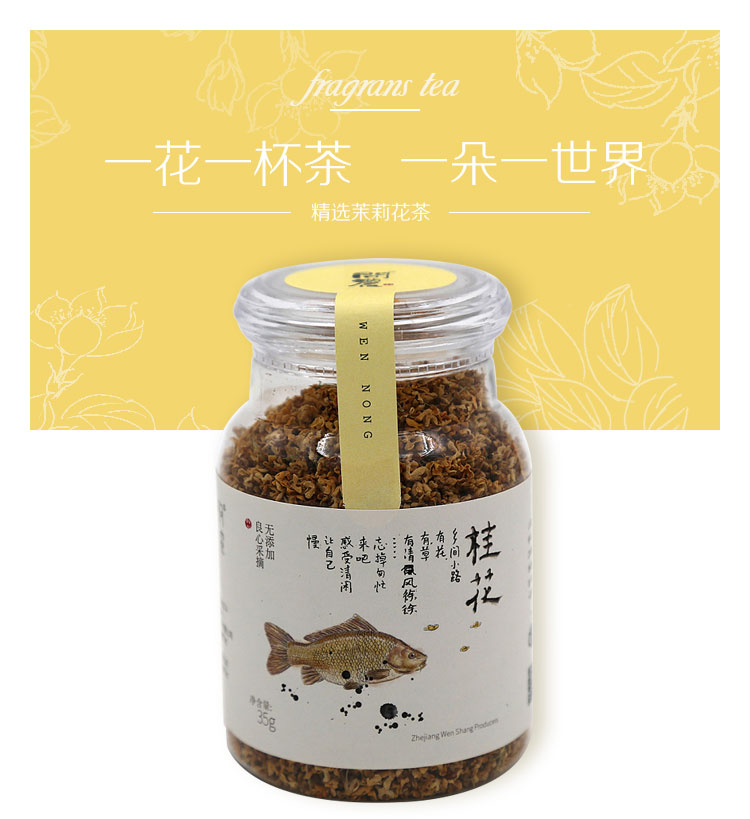 fragrans tea
一花一杯茶 一朵一世界
精选茉莉花茶
WEN NONG
桂花
乡间小路
有花
有草
有清風风徐徐
……
忘掉匆忙
来吧
感受清闲
让自己
慢
无添加
良心采摘
净含量:
35g
Zhejiang Wen Shang Producers